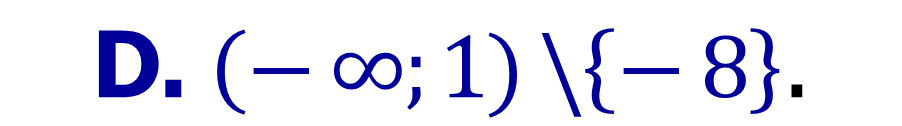 D. (− ∞; 1) \{− 8}.